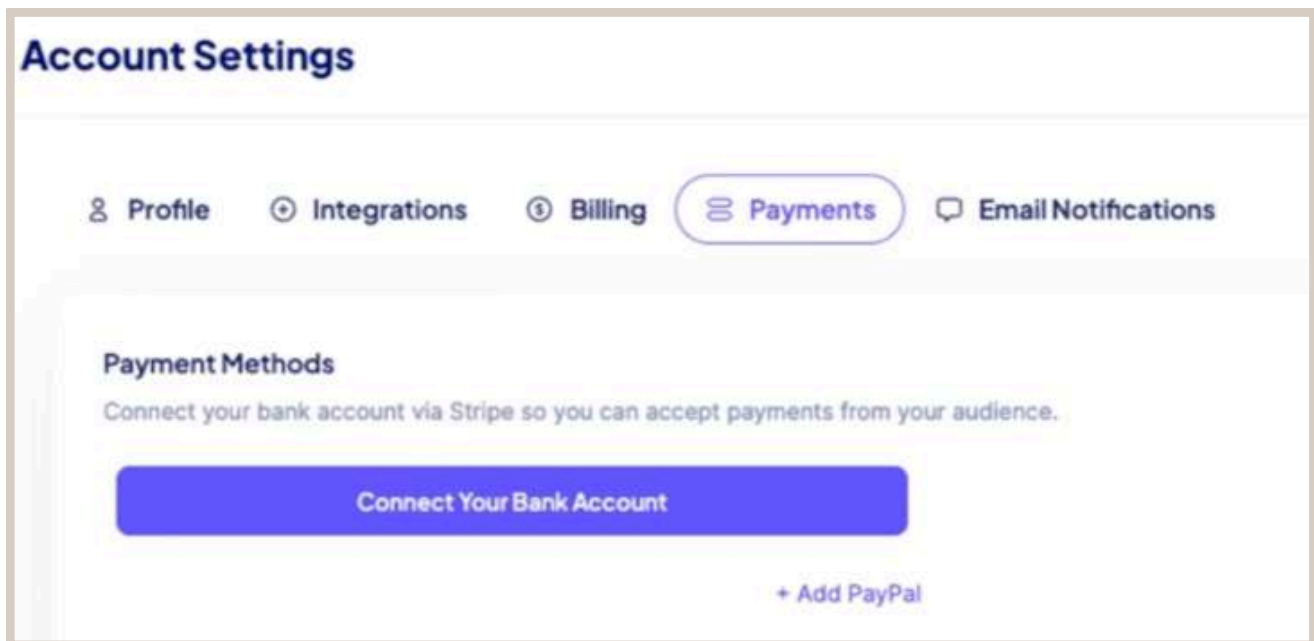 Account Settings
Profile Integrations Billing Payments Email Notifications
Payment Methods
Connect your bank account via Stripe so you can accept payments from your audience.
Connect Your Bank Account
+ Add PayPal